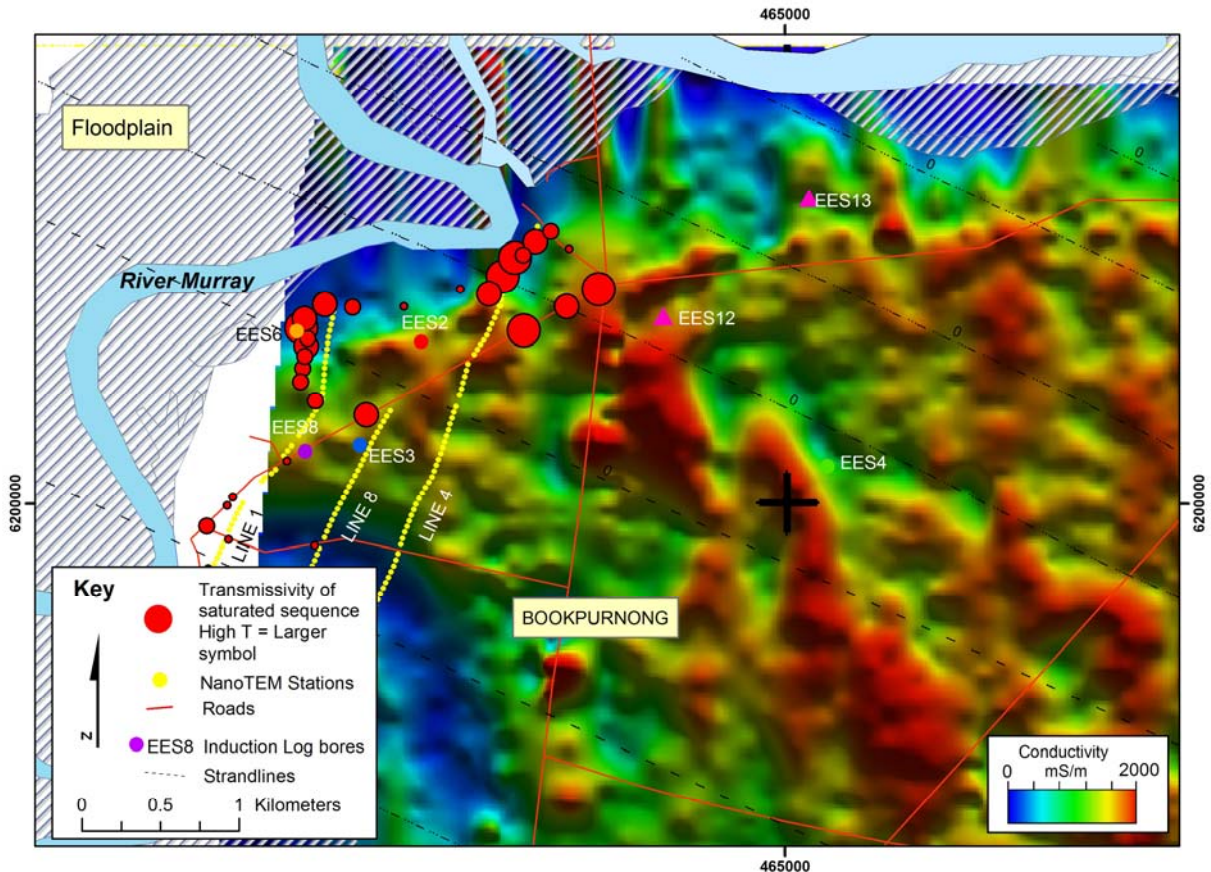 465000
Floodplain
0
0
EES13
River Murray
EES12
EES6
EES2
0
EES8
EES3
EES4
6200000
6200000
LINE 1
LINE 8
LINE 4
0
BOOKPURNONG
Key
Transmissivity of
saturated sequence
High T = Larger
symbol
NanoTEM Stations
Roads
EES8 Induction Log bores
Strandlines
0 0.5 1 Kilometers
N
Conductivity
0 mS/m 2000
465000